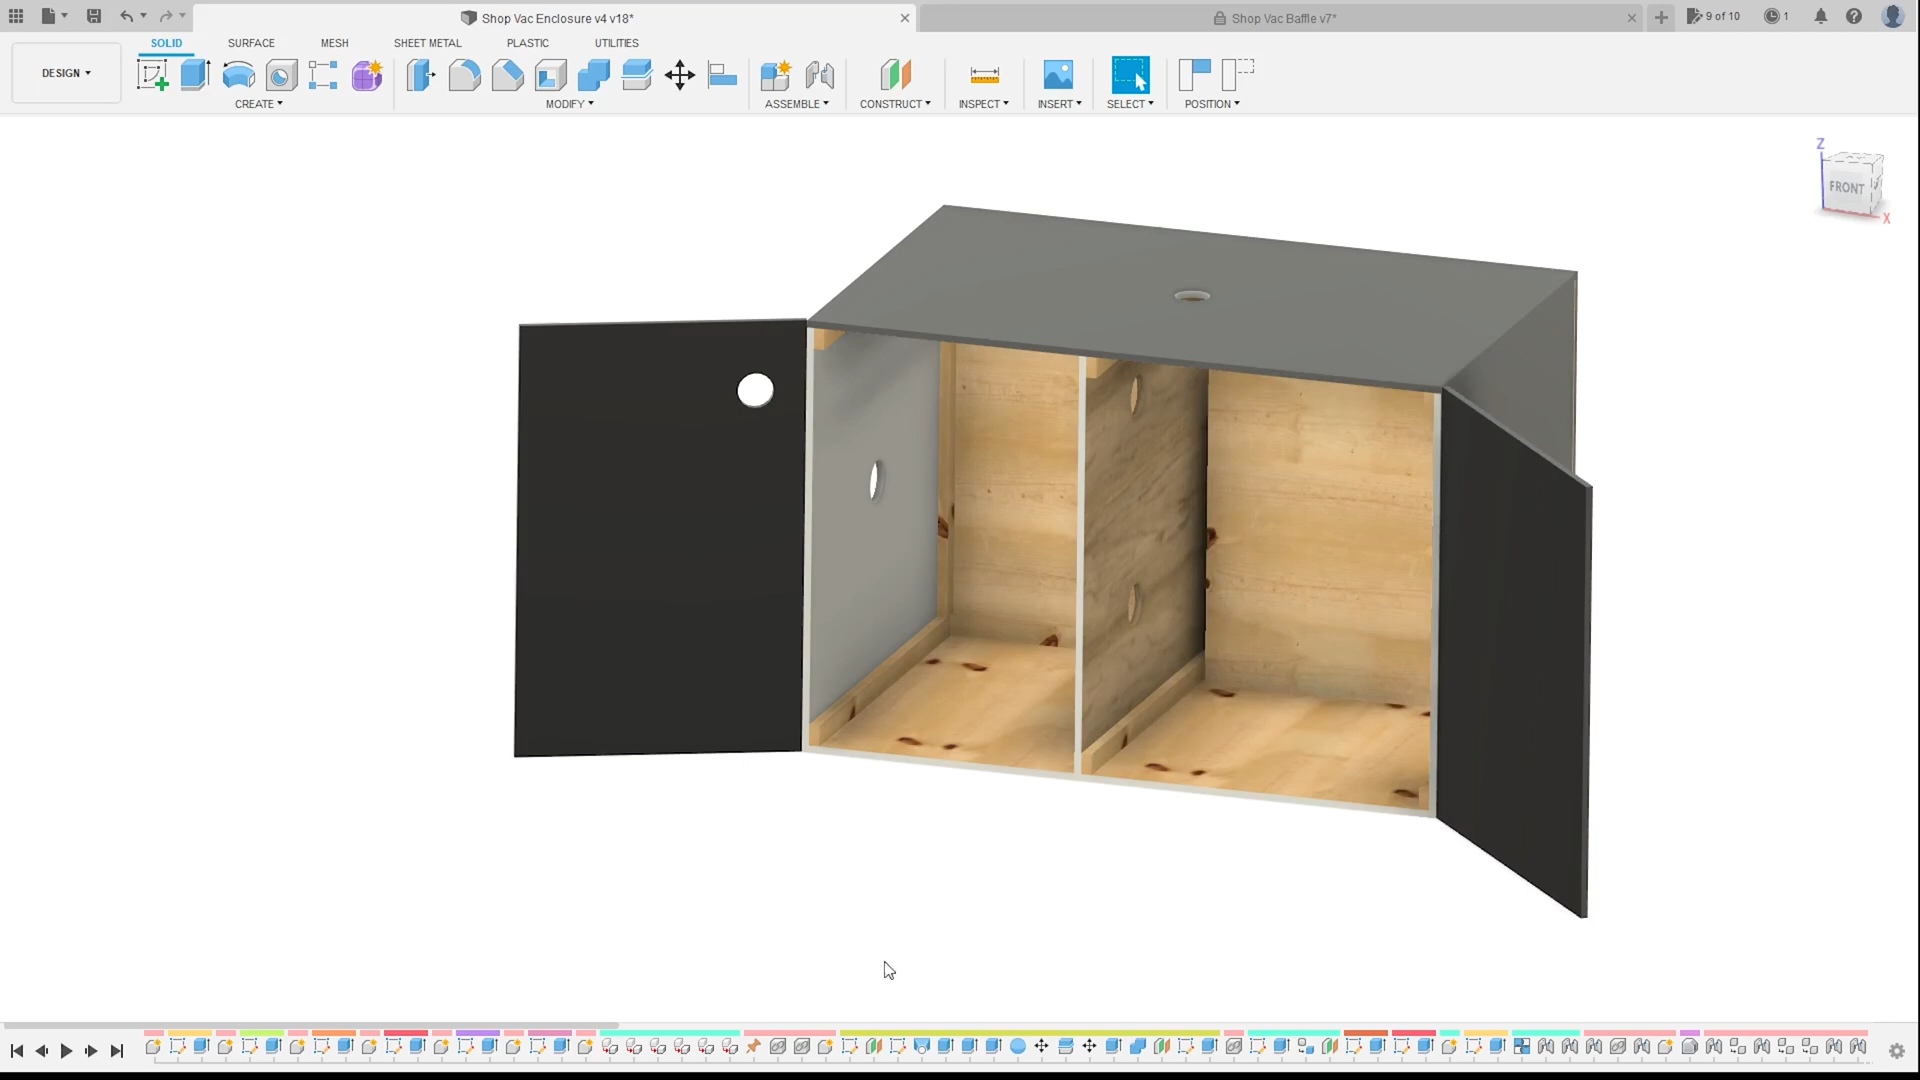 Shop Vac Enclosure v4 v18*
Shop Vac Baffle v7*
9 of 10
1
SOLID
SURFACE
MESH
SHEET METAL
PLASTIC
UTILITIES
DESIGN
CREATE
MODIFY
ASSEMBLE
CONSTRUCT
INSPECT
INSERT
SELECT
POSITION
Z
FRONT
X